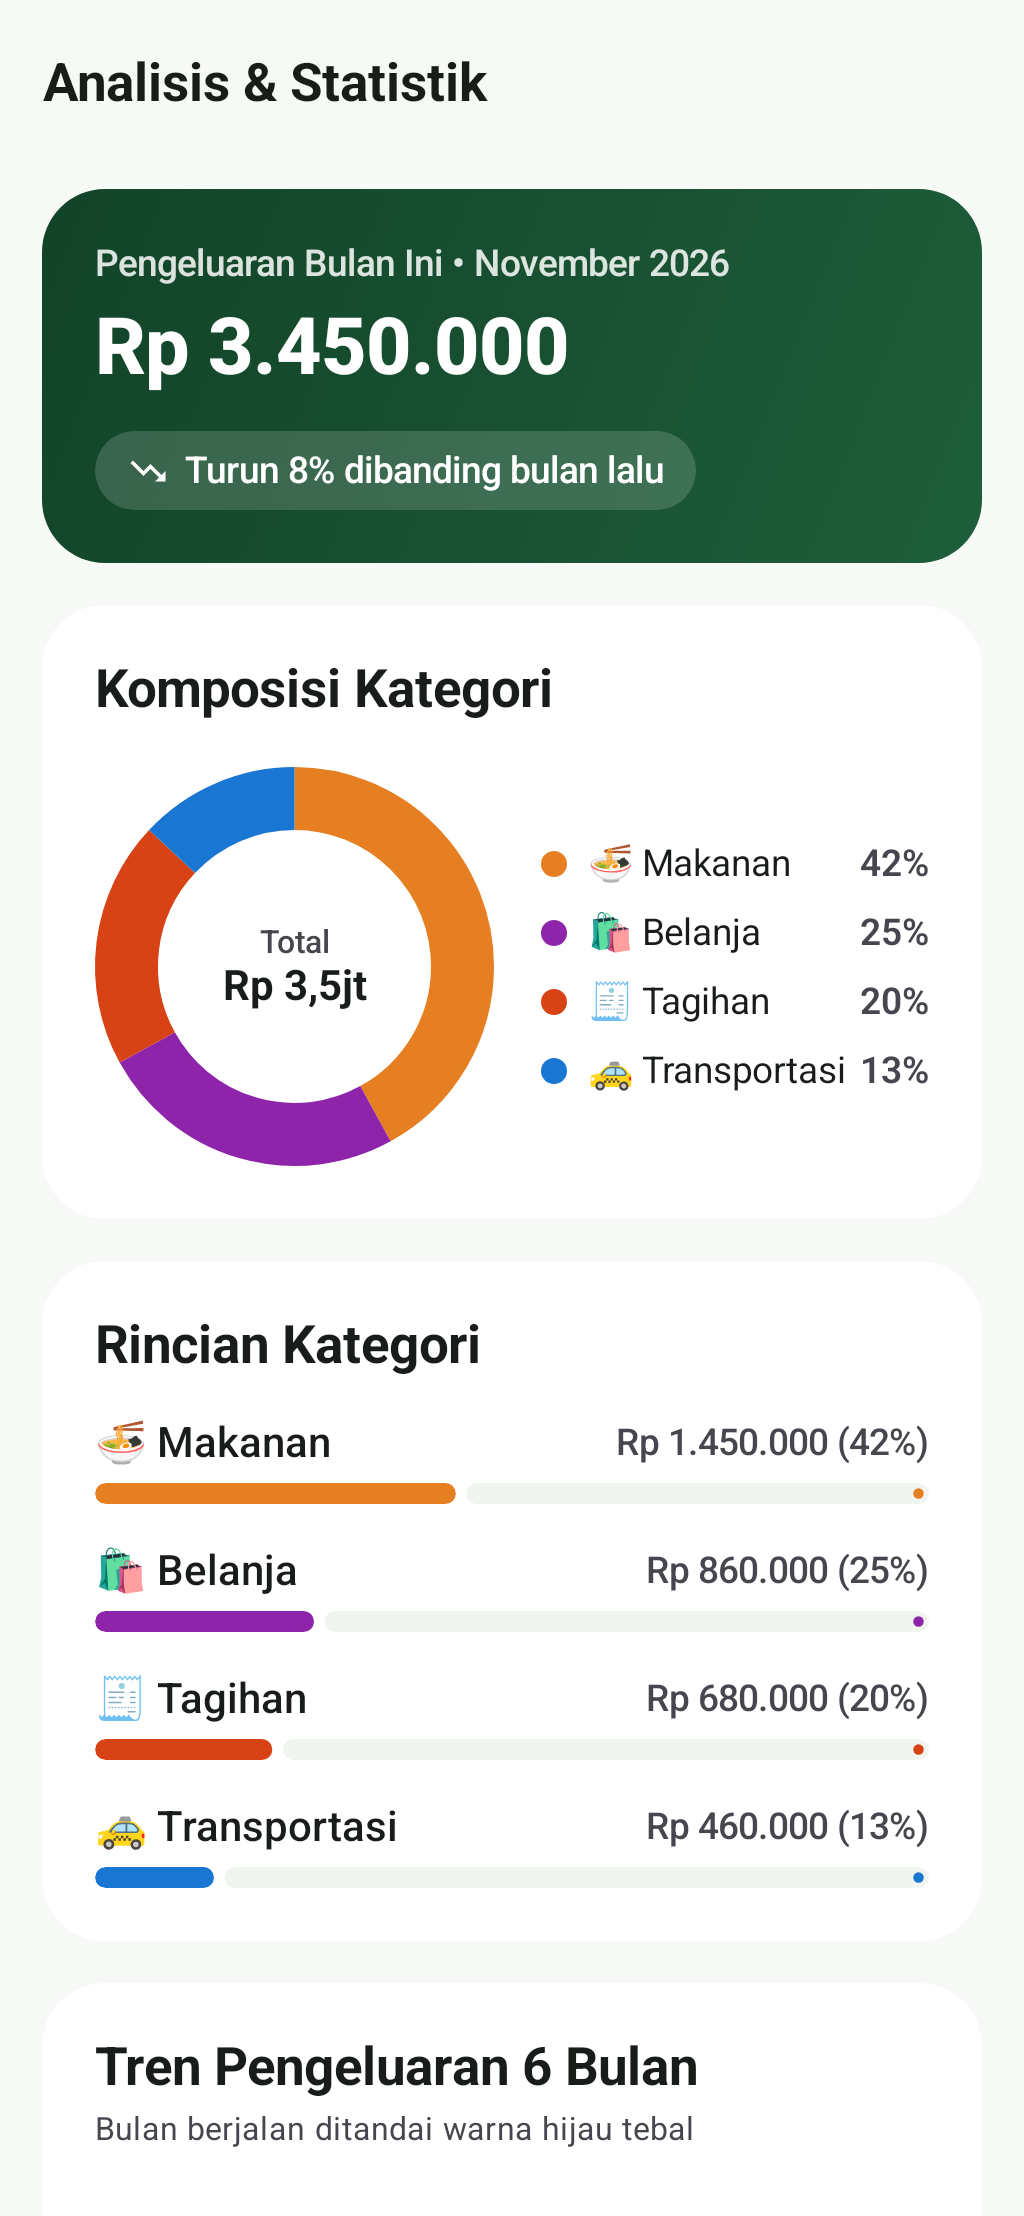 Analisis & Statistik
Pengeluaran Bulan Ini • November 2026
Rp 3.450.000
Turun 8% dibanding bulan lalu
Komposisi Kategori
Total
Rp 3,5jt
Makanan 42%
Belanja 25%
Tagihan 20%
Transportasi 13%
Rincian Kategori
Makanan Rp 1.450.000 (42%)
Belanja Rp 860.000 (25%)
Tagihan Rp 680.000 (20%)
Transportasi Rp 460.000 (13%)
Tren Pengeluaran 6 Bulan
Bulan berjalan ditandai warna hijau tebal